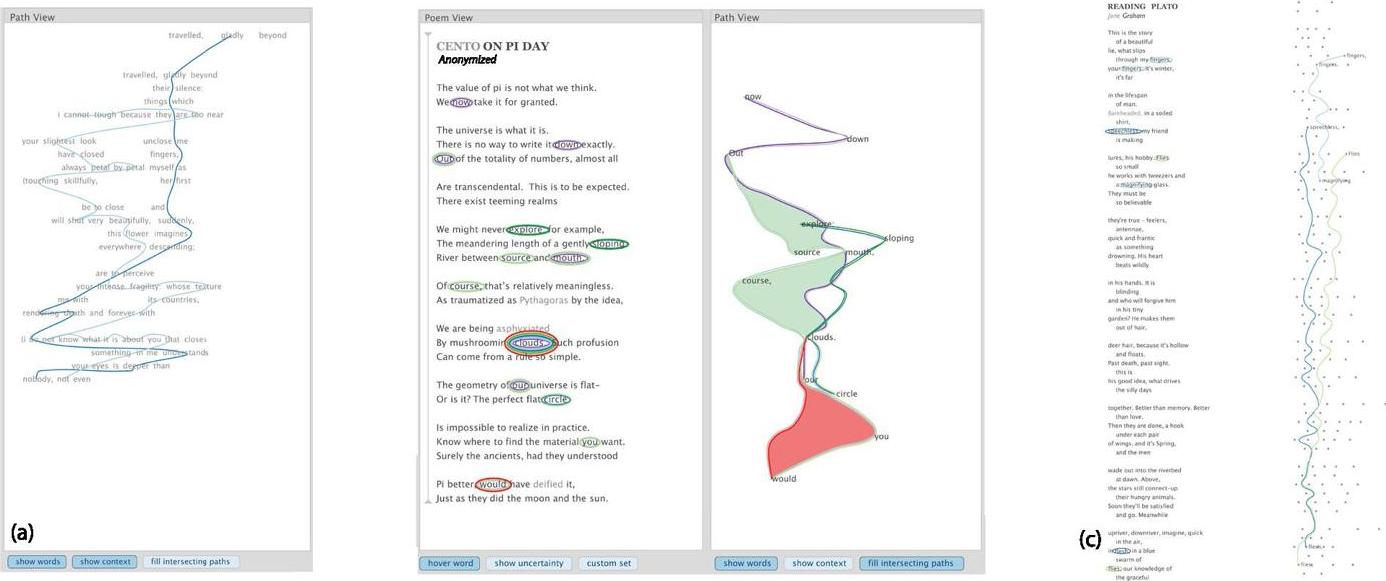 Path View
travelled, gladly beyond
travelled, gladly beyond
their silence:
things which
i cannot tough because they are too near
your slightest look unclose me
have closed fingers,
always petal by petal myself as
(touching skillfully, her first
be to close and
will shut very beautifully, suddenly,
this flower imagines
everywhere descending;
are to perceive
your intense fragility: whose texture
me with its countries,
rendering death and forever with
(i do not know what it is about you that closes
something in me understands
your eyes is deeper than
nobody, not even
(a)
show words show context fill intersecting paths
Poem View
CENTO ON PI DAY
Anonymized
The value of pi is not what we think.
We now take it for granted.
The universe is what it is.
There is no way to write it down exactly.
Out of the totality of numbers, almost all
Are transcendental. This is to be expected.
There exist teeming realms
We might never explore, for example,
The meandering length of a gently sloping
River between source and mouth.
Of course, that's relatively meaningless.
As traumatized as Pythagoras by the idea,
We are being asphyxiated
By mushrooming clouds. Such profusion
Can come from a rule so simple.
The geometry of our universe is flat–
Or is it? The perfect flat circle
Is impossible to realize in practice.
Know where to find the material you want.
Surely the ancients, had they understood
Pi better, would have deified it,
Just as they did the moon and the sun.
hover word show uncertainty custom set
Path View
now
down
Out
explore,
sloping
source mouth.
course,
clouds.
our
circle
you
would
show words show context fill intersecting paths
READING PLATO
Jorie Graham
This is the story
of a beautiful
lie, what slips
through my fingers,
your fingers. It's winter,
it's far
in the lifespan
of man.
Bareheaded, in a soiled
shirt,
speechless, my friend
is making
lures, his hobby. Flies
so small
he works with tweezers and
a magnifying glass.
They must be
so believable
they're true – feelers,
antennae,
quick and frantic
as something
drowning. His heart
beats wildly
in his hands. It is
blinding
and who will forgive him
in his tiny
garden? He makes them
out of hair,
deer hair, because it's hollow
and floats.
Past death, past sight,
this is
his good idea, what drives
the silly days
together. Better than memory. Better
than love.
Then they are done, a hook
under each pair
of wings, and it's Spring,
and the men
wade out into the riverbed
at dawn. Above,
the stars still connect-up
their hungry animals.
Soon they'll be satisfied
and go. Meanwhile
upriver, downriver, imagine, quick
in the air,
in flesh, in a blue
swarm of
flies, our knowledge of
the graceful
(c)
fingers,
fingers.
speechless,
Flies
magnifying
flesh,
flies,